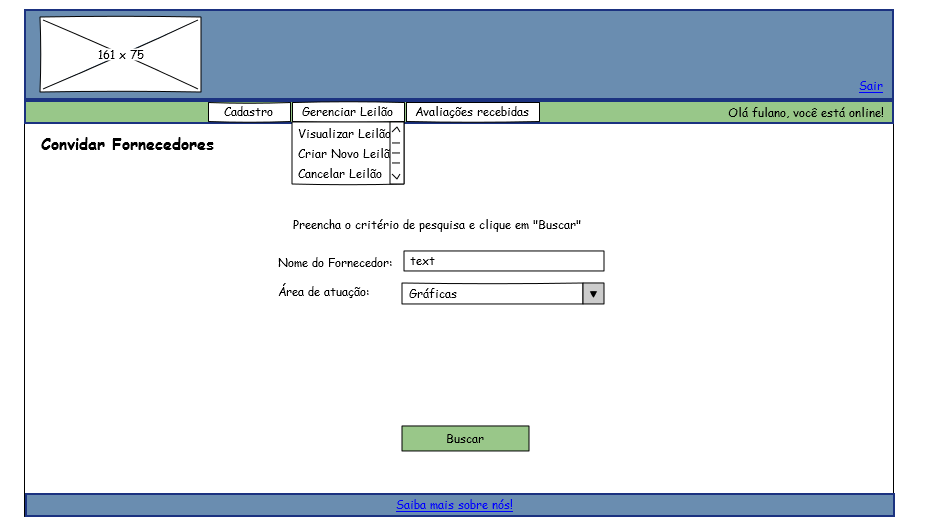 161 x 75
Sair
Cadastro Gerenciar Leilão Avaliações recebidas Olá fulano, você está online!
Visualizar Leilão
Criar Novo Leilã
Cancelar Leilão
Convidar Fornecedores
Preencha o critério de pesquisa e clique em "Buscar"
Nome do Fornecedor: text
Área de atuação: Gráficas
Buscar
Saiba mais sobre nós!